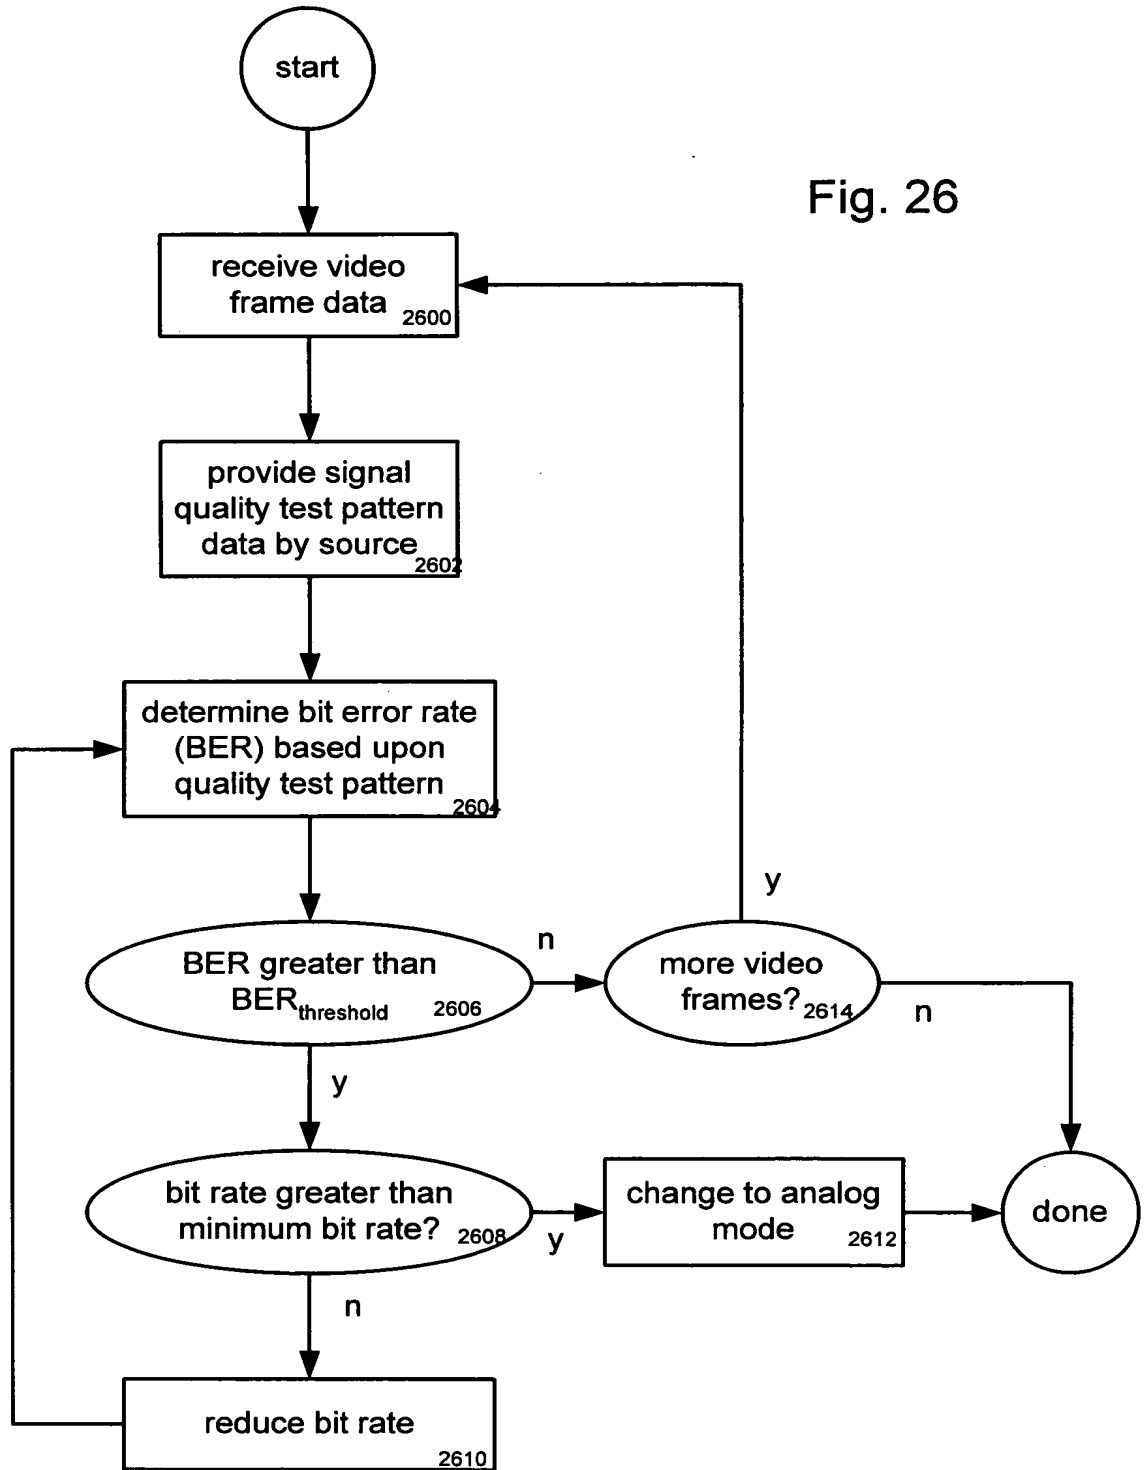 start
Fig. 26
receive video
frame data
2600
provide signal
quality test pattern
data by source
2602
determine bit error rate
(BER) based upon
quality test pattern
2604
y
BER greater than
BERthreshold
2606
n
more video
frames?
2614
n
y
bit rate greater than
minimum bit rate?
2608
y
change to analog
mode
2612
done
n
reduce bit rate
2610